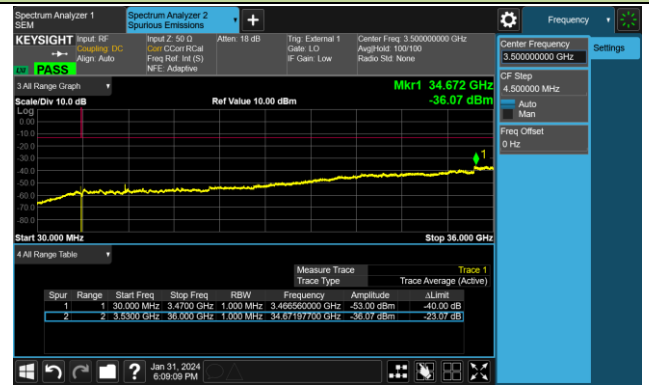 Spectrum Analyzer 1
SEM
Spectrum Analyzer 2
Spurious Emissions
Frequency
KEYSIGHT
Input: RF
Coupling: DC
Align: Auto
Input Z: 50 Ω
Corr CCorr RCal
Freq Ref: Int (S)
NFE: Adaptive
Atten: 18 dB
Trig: External 1
Gate: LO
IF Gain: Low
Center Freq: 3.500000000 GHz
Avg|Hold: 100/100
Radio Std: None
LXI PASS
Center Frequency
3.500000000 GHz
Settings
CF Step
4.500000 MHz
Auto
Man
Freq Offset
0 Hz
3 All Range Graph
Mkr1 34.672 GHz
Scale/Div 10.0 dB
Ref Value 10.00 dBm
-36.07 dBm
Log
0.00
-10.0
-20.0
-30.0
-40.0
-50.0
-60.0
-70.0
-80.0
1
Start 30.000 MHz
Stop 36.000 GHz
4 All Range Table
Measure Trace Trace 1
Trace Type Trace Average (Active)
Spur Range Start Freq Stop Freq RBW Frequency Amplitude ΔLimit
1 1 30.000 MHz 3.4700 GHz 1.000 MHz 3.466560000 GHz -53.00 dBm -40.00 dB
2 2 3.5300 GHz 36.000 GHz 1.000 MHz 34.67197700 GHz -36.07 dBm -23.07 dB
?
Jan 31, 2024
6:09:09 PM